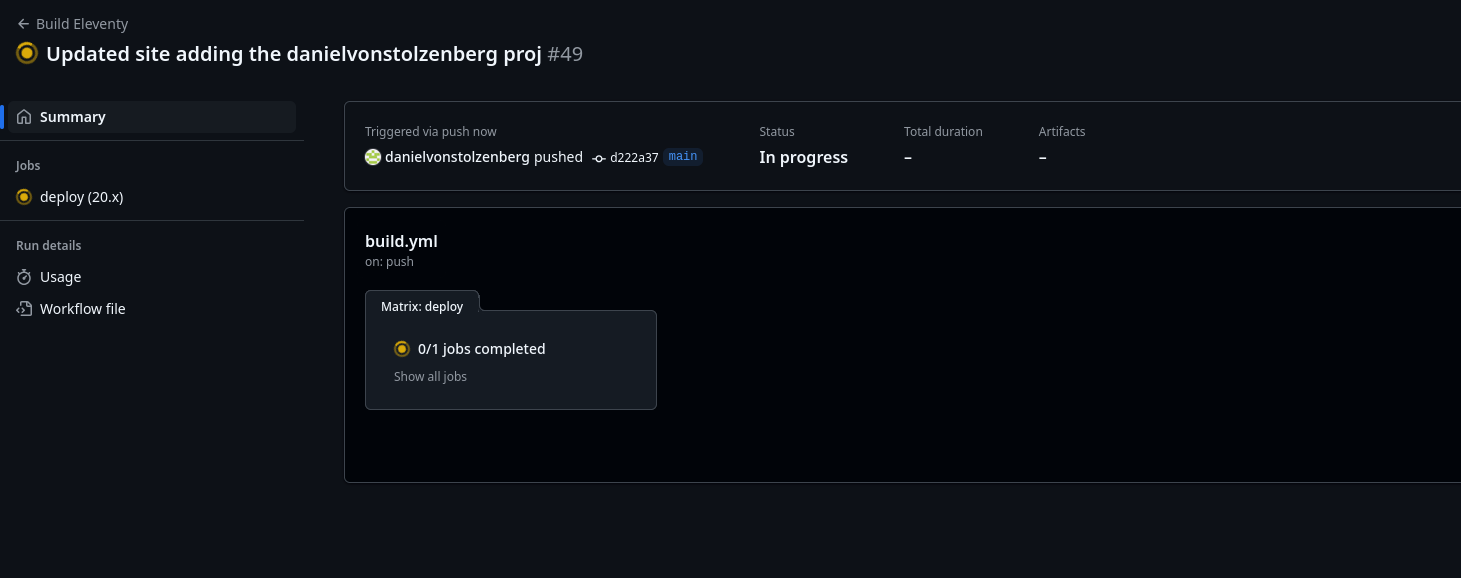 Build Eleventy
Updated site adding the danielvonstolzenberg proj #49
Summary
Jobs
deploy (20.x)
Run details
Usage
Workflow file
Triggered via push now
danielvonstolzenberg pushed d222a37 main
Status
In progress
Total duration
–
Artifacts
–
build.yml
on: push
Matrix: deploy
0/1 jobs completed
Show all jobs